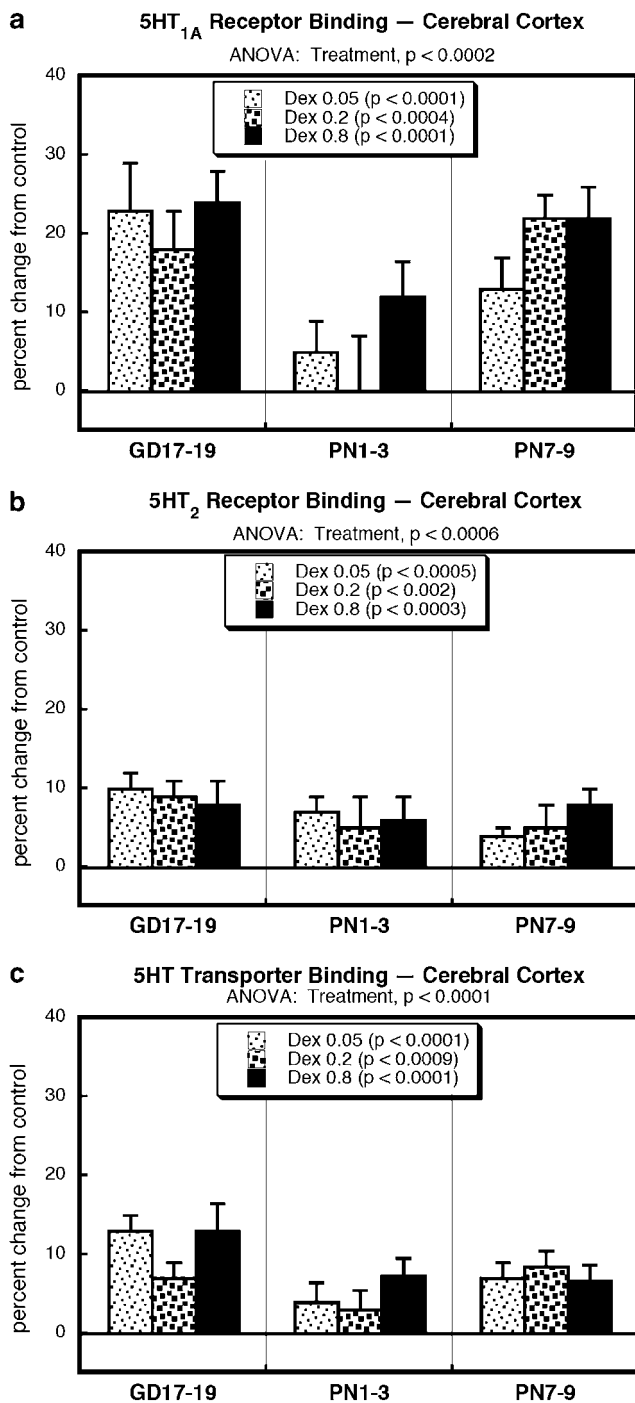 a
5HT1A Receptor Binding — Cerebral Cortex
ANOVA: Treatment, p < 0.0002
40
Dex 0.05 (p < 0.0001)
Dex 0.2 (p < 0.0004)
Dex 0.8 (p < 0.0001)
30
20
10
0
percent change from control
GD17-19 PN1-3 PN7-9
b
5HT2 Receptor Binding — Cerebral Cortex
ANOVA: Treatment, p < 0.0006
40
Dex 0.05 (p < 0.0005)
Dex 0.2 (p < 0.002)
Dex 0.8 (p < 0.0003)
30
20
10
0
percent change from control
GD17-19 PN1-3 PN7-9
c
5HT Transporter Binding — Cerebral Cortex
ANOVA: Treatment, p < 0.0001
40
Dex 0.05 (p < 0.0001)
Dex 0.2 (p < 0.0009)
Dex 0.8 (p < 0.0001)
30
20
10
0
percent change from control
GD17-19 PN1-3 PN7-9